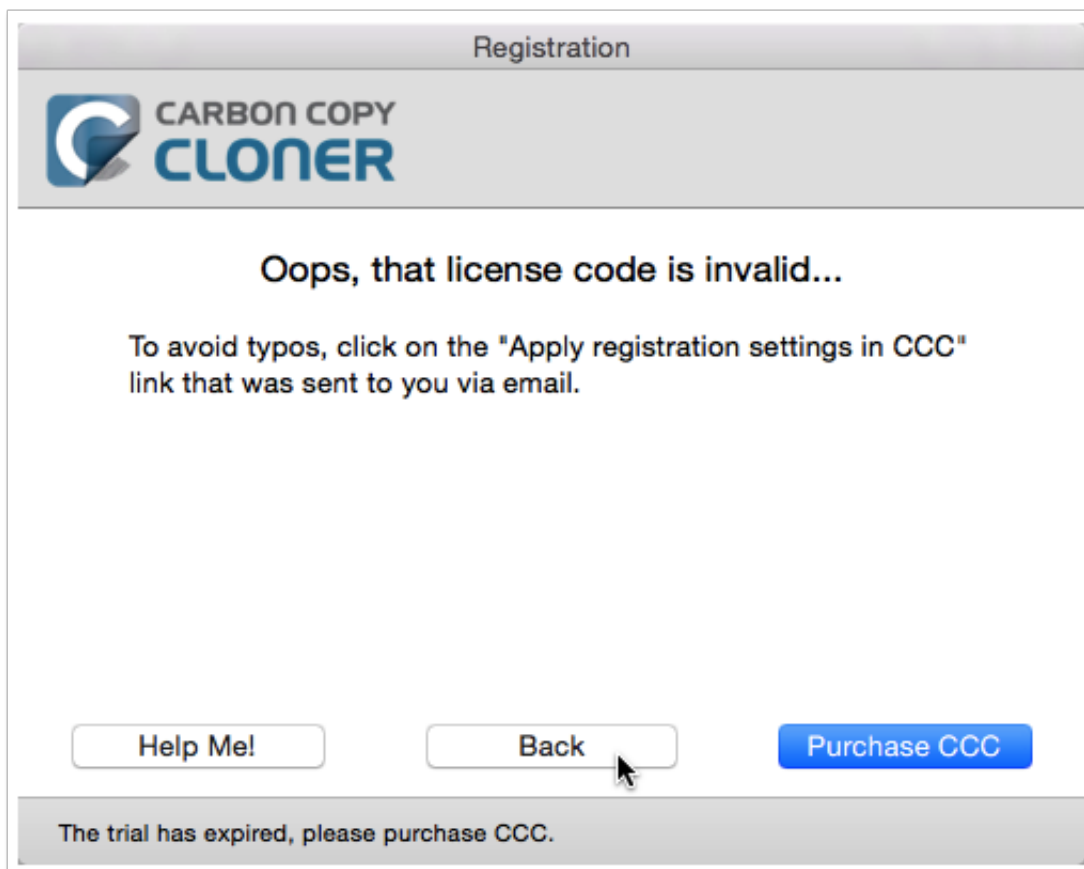 Registration
CARBON COPY
CLONER
Oops, that license code is invalid...
To avoid typos, click on the "Apply registration settings in CCC"
link that was sent to you via email.
Help Me!
Back
Purchase CCC
The trial has expired, please purchase CCC.